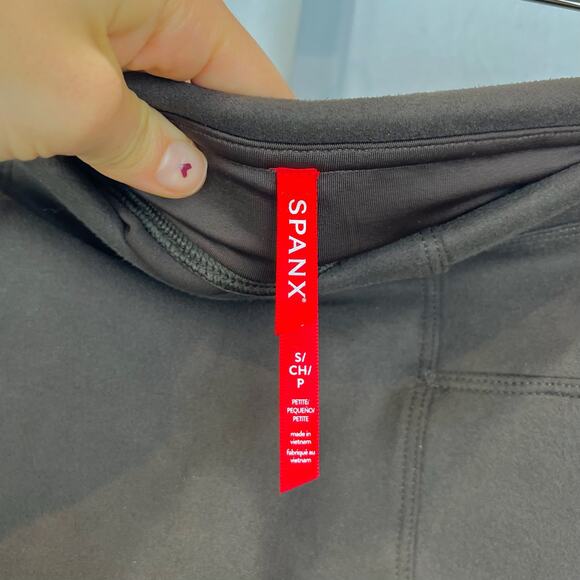 SPANX®
S/
CH/
P
PETITE/
PEQUEÑO/
PETITE
made in
vietnam
fabriqué au
vietnam